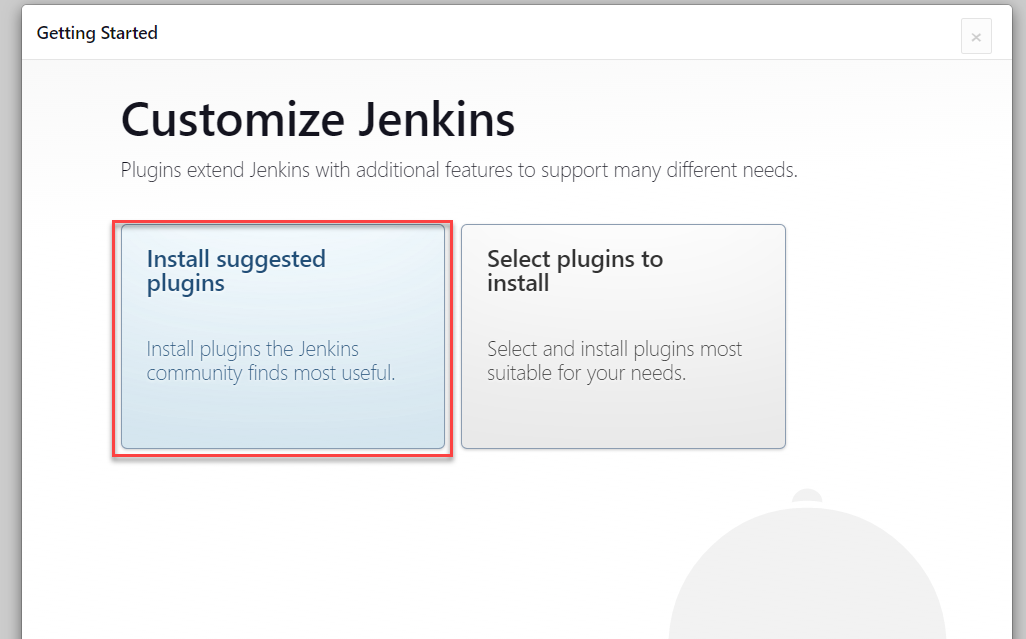 Getting Started
×
Customize Jenkins
Plugins extend Jenkins with additional features to support many different needs.
Install suggested
plugins
Install plugins the Jenkins
community finds most useful.
Select plugins to
install
Select and install plugins most
suitable for your needs.